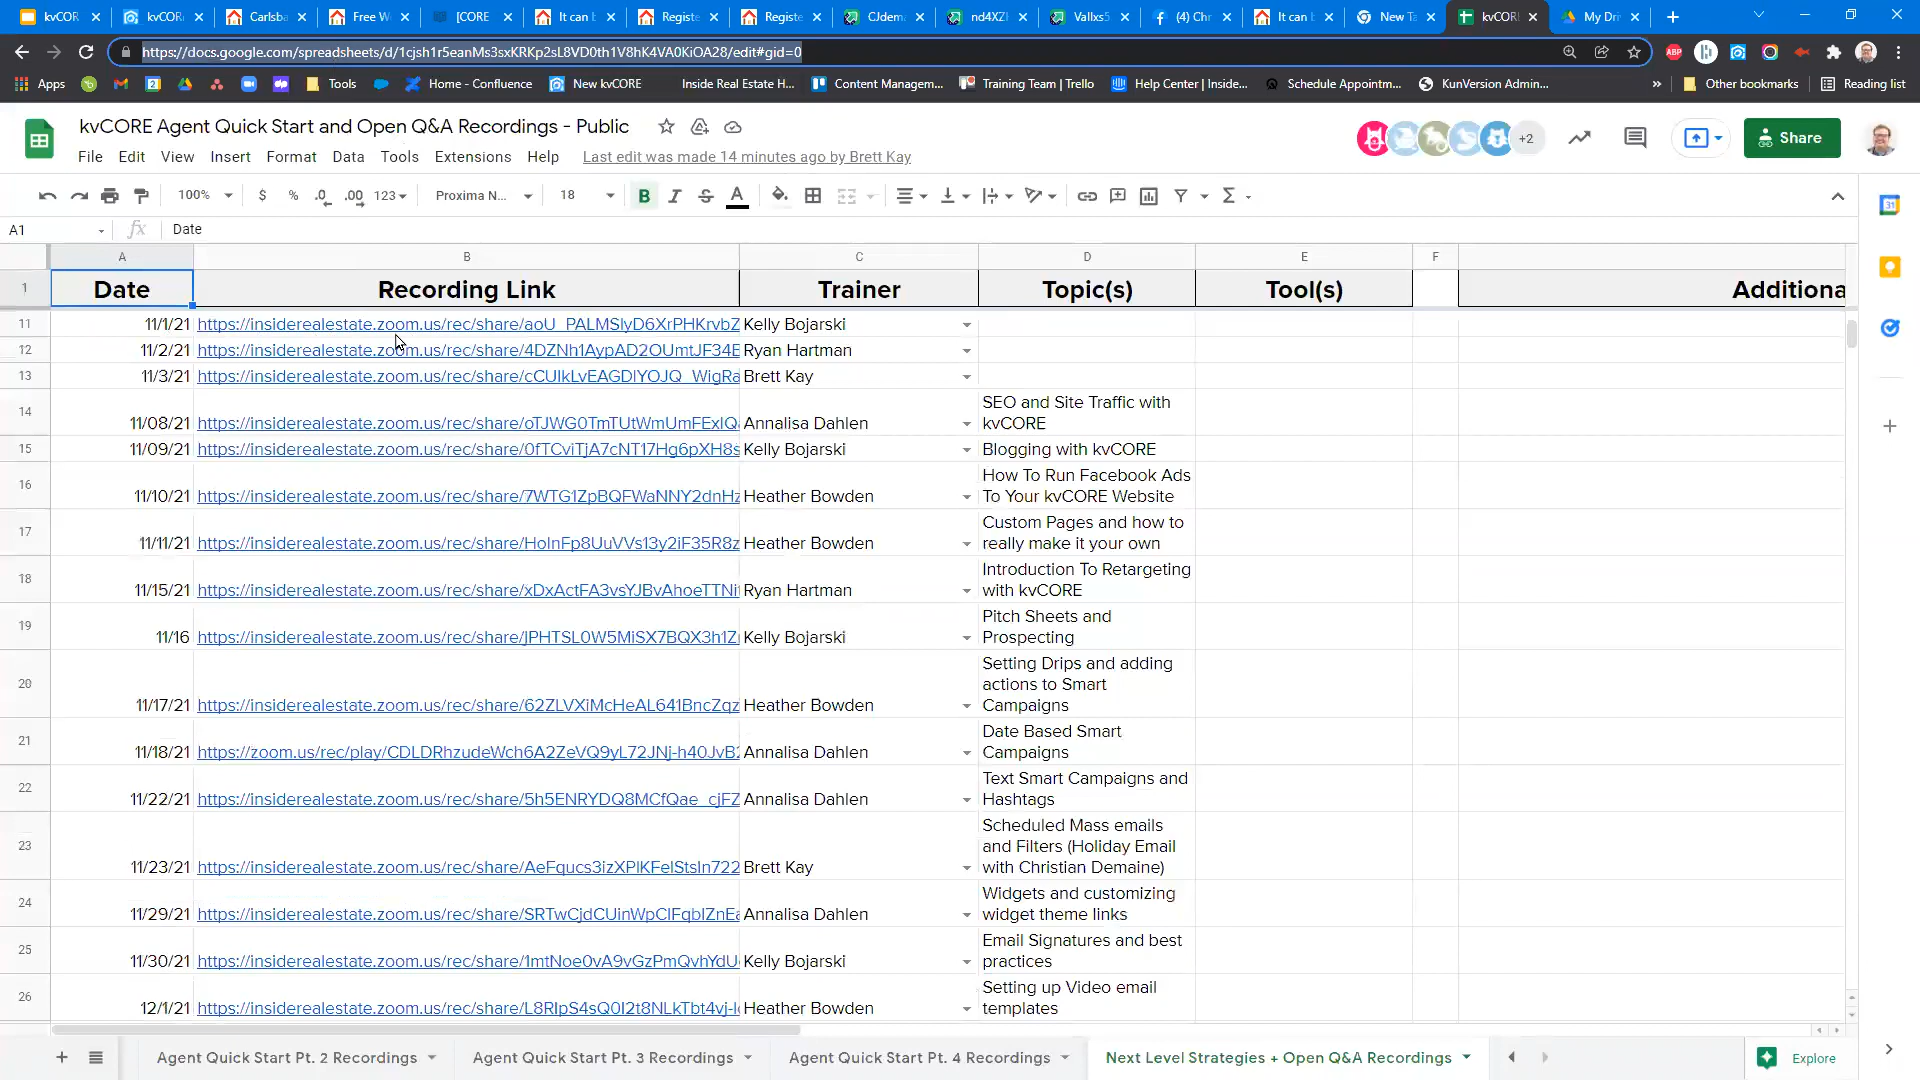 kvCOR
kvCOR
Carlsba
Free W
[CORE
It can b
Registe
Registe
CJdem
nd4XZ
Vallxs5
(4) Chr
It can b
New Ta
kvCORE
My Dri
https://docs.google.com/spreadsheets/d/1cjsh1r5eanMs3sxKRKp2sL8VD0th1V8hK4VA0KiOA28/edit#gid=0
ABP
Apps
Tools
Home - Confluence
New kvCORE
Inside Real Estate H...
Content Managem...
Training Team | Trello
Help Center | Inside...
Schedule Appointm...
KunVersion Admin...
»
Other bookmarks
Reading list
kvCORE Agent Quick Start and Open Q&A Recordings - Public
File Edit View Insert Format Data Tools Extensions Help Last edit was made 14 minutes ago by Brett Kay
+2
Share
100% $ % .0 .00 123 Proxima N... 18 B I S A
A1 fx Date
A B C D E F
1 Date Recording Link Trainer Topic(s) Tool(s) Additiona
11 11/1/21 https://insiderealestate.zoom.us/rec/share/aoU_PALMSlyD6XrPHKrvbZ Kelly Bojarski
12 11/2/21 https://insiderealestate.zoom.us/rec/share/4DZNh1AypAD2OUmtJF34E Ryan Hartman
13 11/3/21 https://insiderealestate.zoom.us/rec/share/cCUIkLvEAGDlYOJQ_WigRa Brett Kay
SEO and Site Traffic with
14 11/08/21 https://insiderealestate.zoom.us/rec/share/oTJWG0TmTUtWmUmFExIQ Annalisa Dahlen kvCORE
15 11/09/21 https://insiderealestate.zoom.us/rec/share/0fTCviTjA7cNT17Hg6pXH8s Kelly Bojarski Blogging with kvCORE
How To Run Facebook Ads
16 11/10/21 https://insiderealestate.zoom.us/rec/share/7WTG1ZpBQFWaNNY2dnHz Heather Bowden To Your kvCORE Website
Custom Pages and how to
17 11/11/21 https://insiderealestate.zoom.us/rec/share/HoInFp8UuVVs13y2iF35R8z Heather Bowden really make it your own
Introduction To Retargeting
18 11/15/21 https://insiderealestate.zoom.us/rec/share/xDxActFA3vsYJBvAhoeTTNi Ryan Hartman with kvCORE
Pitch Sheets and
19 11/16 https://insiderealestate.zoom.us/rec/share/jPHTSL0W5MiSX7BQX3h1Z Kelly Bojarski Prospecting
Setting Drips and adding
actions to Smart
20 11/17/21 https://insiderealestate.zoom.us/rec/share/62ZLVXiMcHeAL641BncZqz Heather Bowden Campaigns
Date Based Smart
21 11/18/21 https://zoom.us/rec/play/CDLDRhzudeWch6A2ZeVQ9yL72JNj-h40JvB2 Annalisa Dahlen Campaigns
Text Smart Campaigns and
22 11/22/21 https://insiderealestate.zoom.us/rec/share/5h5ENRYDQ8MCfQae_cjFZ Annalisa Dahlen Hashtags
Scheduled Mass emails
and Filters (Holiday Email
23 11/23/21 https://insiderealestate.zoom.us/rec/share/AeFqucs3izXPlKFelStsIn722 Brett Kay with Christian Demaine)
Widgets and customizing
24 11/29/21 https://insiderealestate.zoom.us/rec/share/SRTwCjdCUinWpClFqbIZnEa Annalisa Dahlen widget theme links
Email Signatures and best
25 11/30/21 https://insiderealestate.zoom.us/rec/share/1mtNoe0vA9vGzPmQvhYdU Kelly Bojarski practices
Setting up Video email
26 12/1/21 https://insiderealestate.zoom.us/rec/share/L8RIpS4sQ0I2t8NLkTbt4vj-l Heather Bowden templates
Agent Quick Start Pt. 2 Recordings
Agent Quick Start Pt. 3 Recordings
Agent Quick Start Pt. 4 Recordings
Next Level Strategies + Open Q&A Recordings
Explore